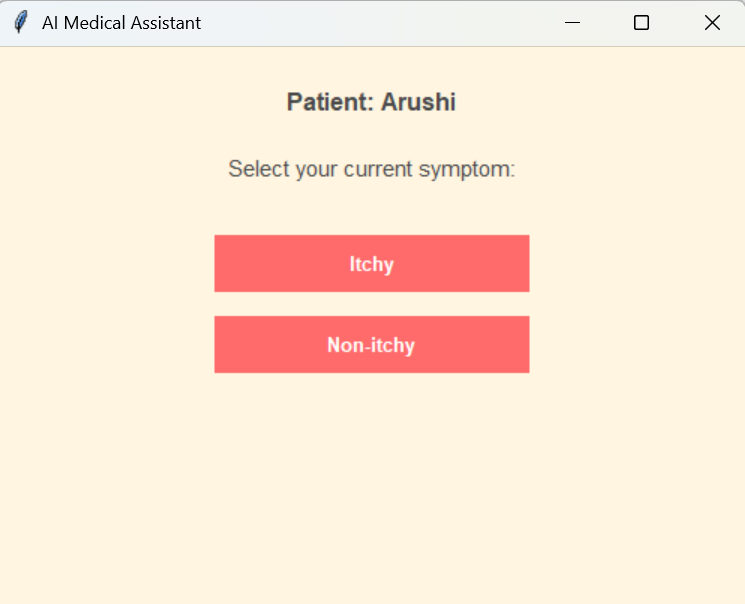 AI Medical Assistant
Patient: Arushi
Select your current symptom:
Itchy
Non-itchy